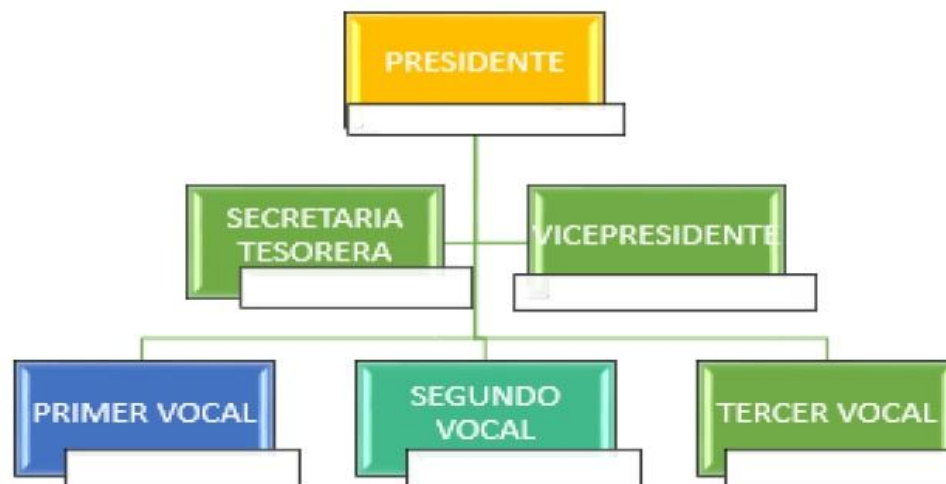 PRESIDENTE
SECRETARIA
TESORERA
VICEPRESIDENTE
PRIMER VOCAL
SEGUNDO
VOCAL
TERCER VOCAL